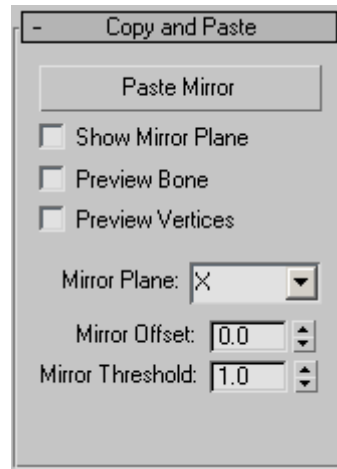 - Copy and Paste
Paste Mirror
Show Mirror Plane
Preview Bone
Preview Vertices
Mirror Plane: X
Mirror Offset: 0.0
Mirror Threshold: 1.0